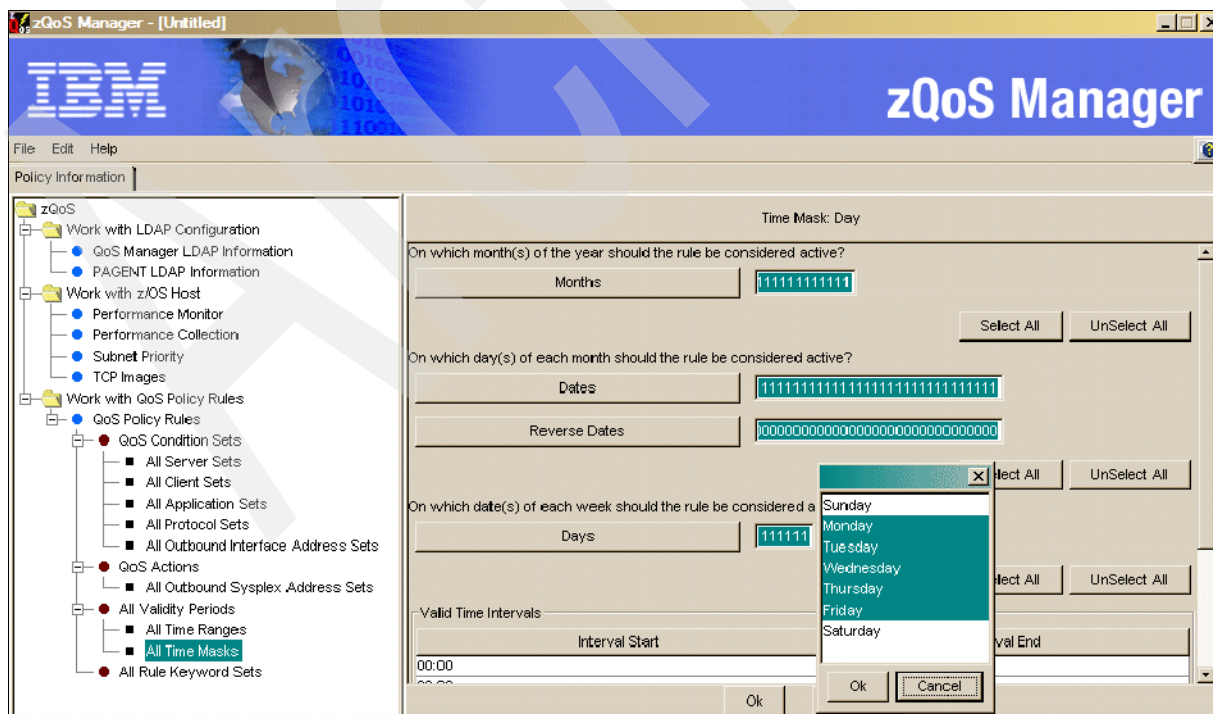 zQoS Manager - [Untitled]
IBM
zQoS Manager
File Edit Help
Policy Information
zQoS
Work with LDAP Configuration
QoS Manager LDAP Information
PAGENT LDAP Information
Work with z/OS Host
Performance Monitor
Performance Collection
Subnet Priority
TCP Images
Work with QoS Policy Rules
QoS Policy Rules
QoS Condition Sets
All Server Sets
All Client Sets
All Application Sets
All Protocol Sets
All Outbound Interface Address Sets
QoS Actions
All Outbound Sysplex Address Sets
All Validity Periods
All Time Ranges
All Time Masks
All Rule Keyword Sets
Time Mask: Day
On which month(s) of the year should the rule be considered active?
Months 111111111111
Select All UnSelect All
On which day(s) of each month should the rule be considered active?
Dates 1111111111111111111111111111111
Reverse Dates
UnSelect All
On which date(s) of each week should the rule be considered a
Days 111111
UnSelect All
Valid Time Intervals
Interval Start
00:00
Sunday
Monday
Tuesday
Wednesday
Thursday
Friday
Saturday
Ok Cancel
End
Ok